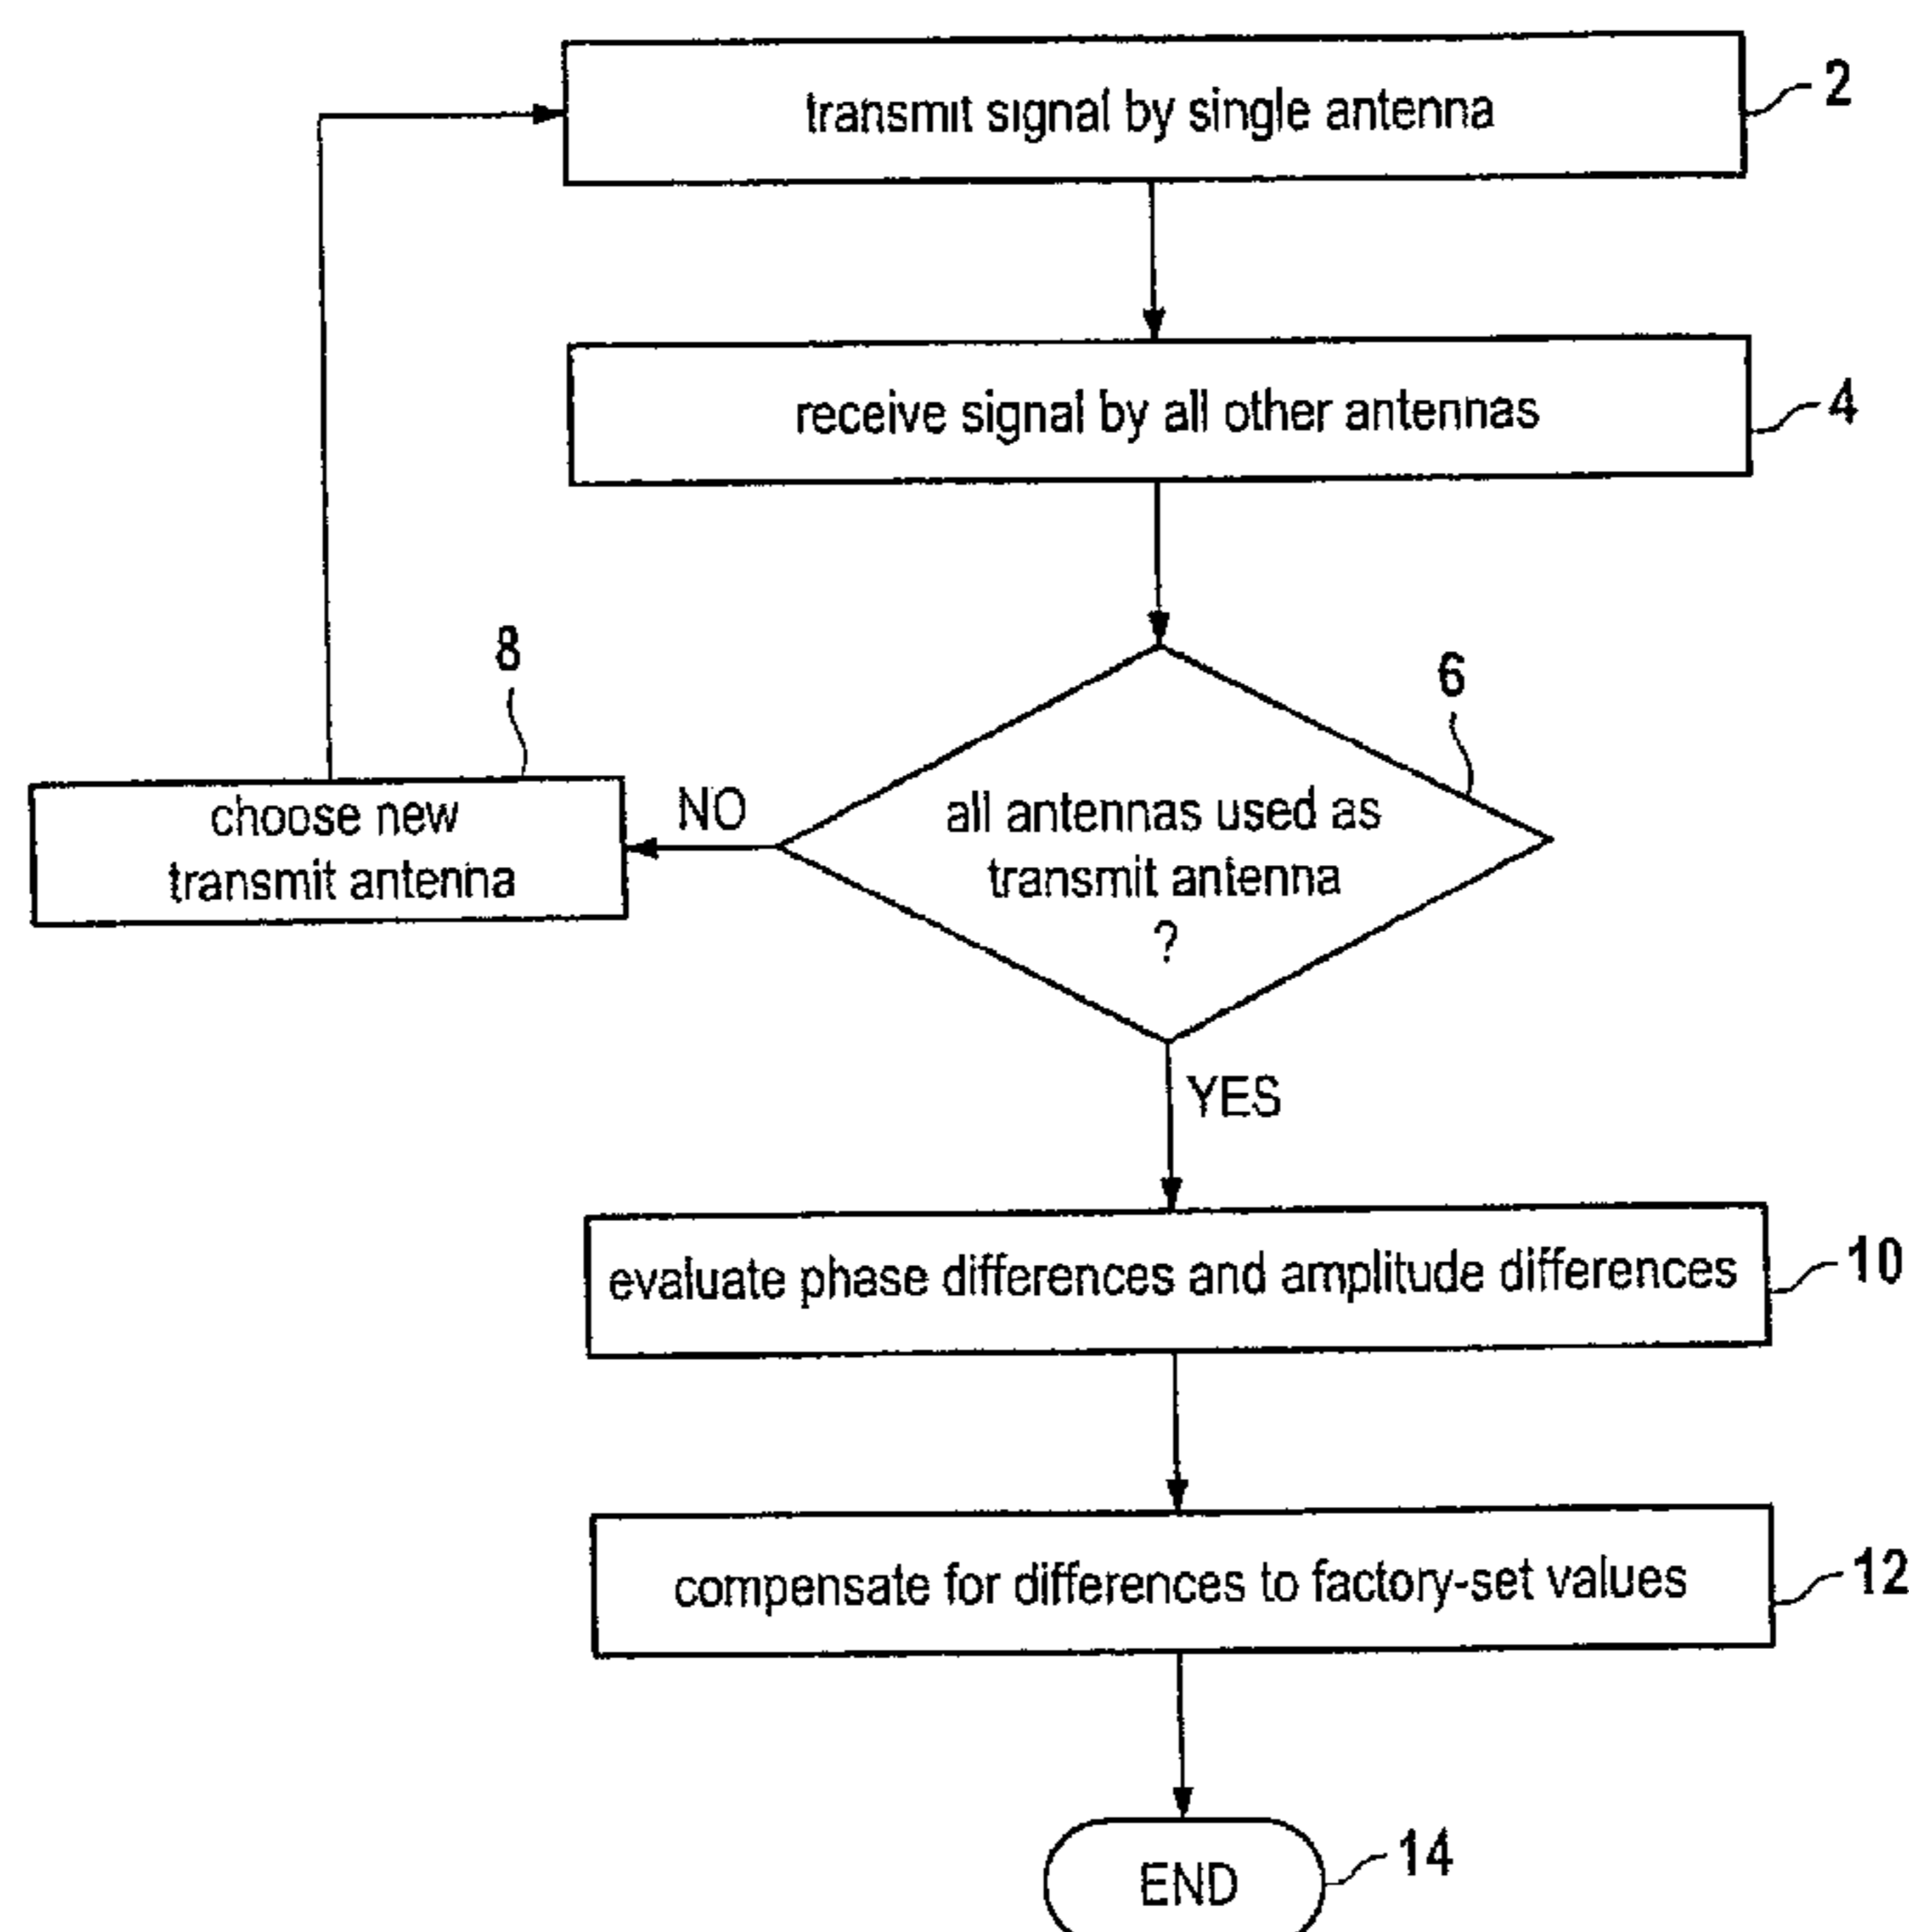 transmit signal by single antenna
2
receive signal by all other antennas
4
8
6
choose new
transmit antenna
NO
all antennas used as
transmit antenna
?
YES
evaluate phase differences and amplitude differences
10
compensate for differences to factory-set values
12
END
14